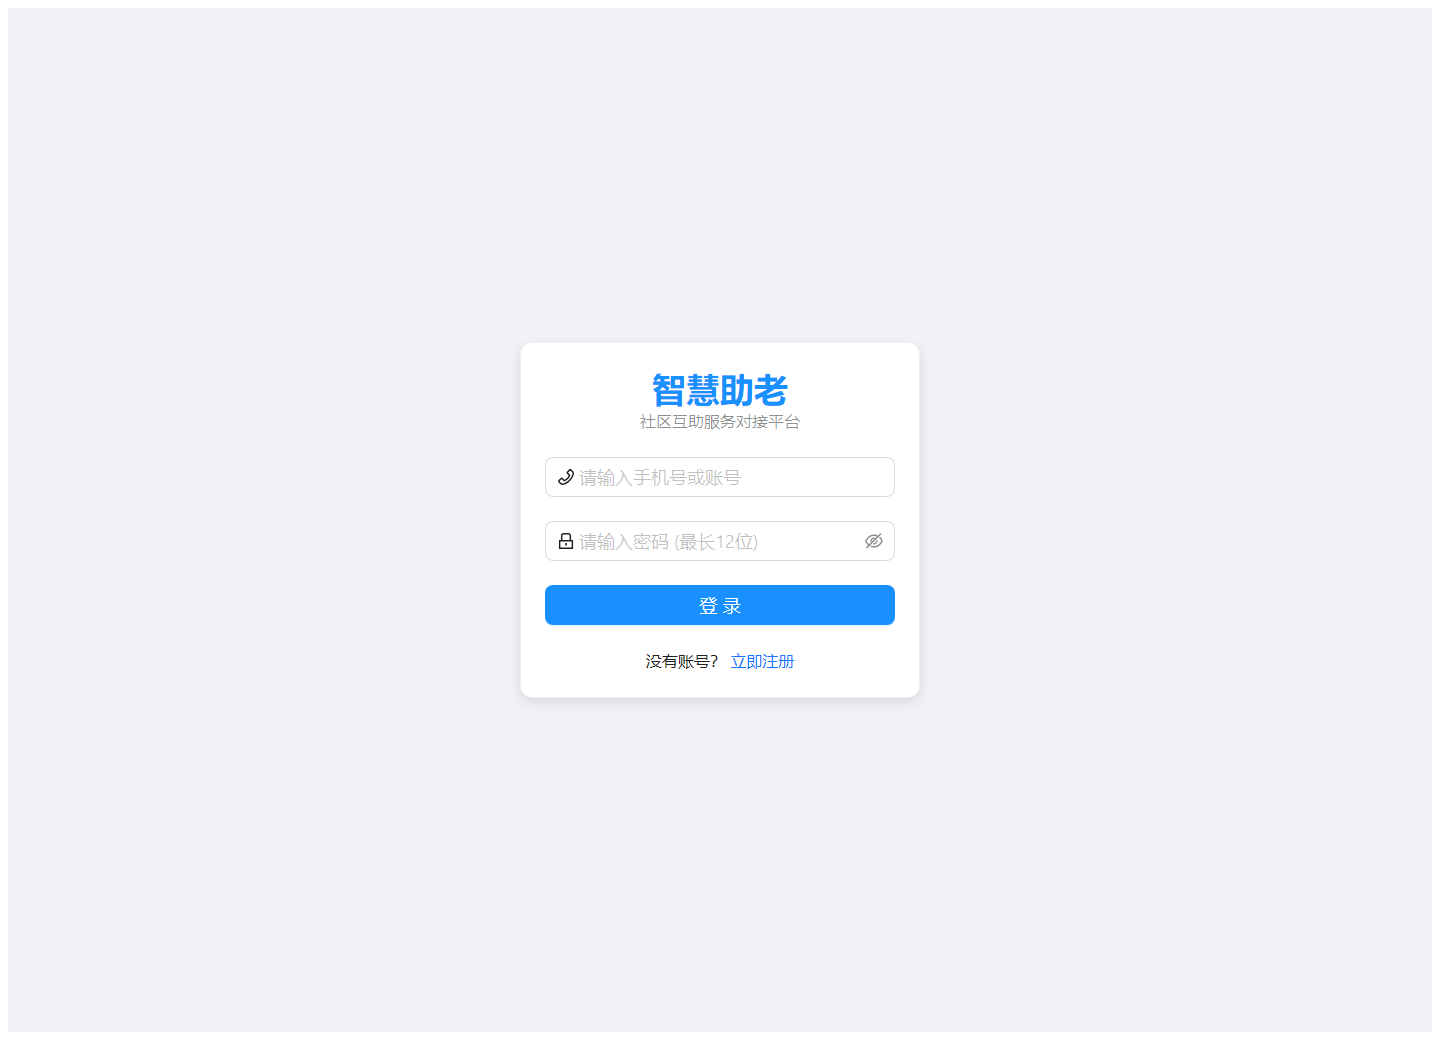 智慧助老
社区互助服务对接平台
请输入手机号或账号
请输入密码 (最长12位)
登 录
没有账号? 立即注册